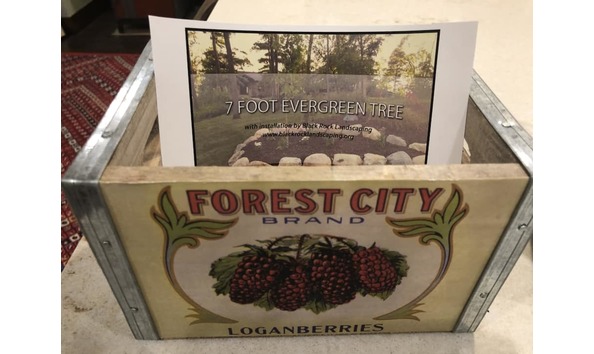 7 FOOT EVERGREEN TREE
with installation by Black Rock Landscaping
www.blackrocklandscaping.org
FOREST CITY
BRAND
LOGANBERRIES